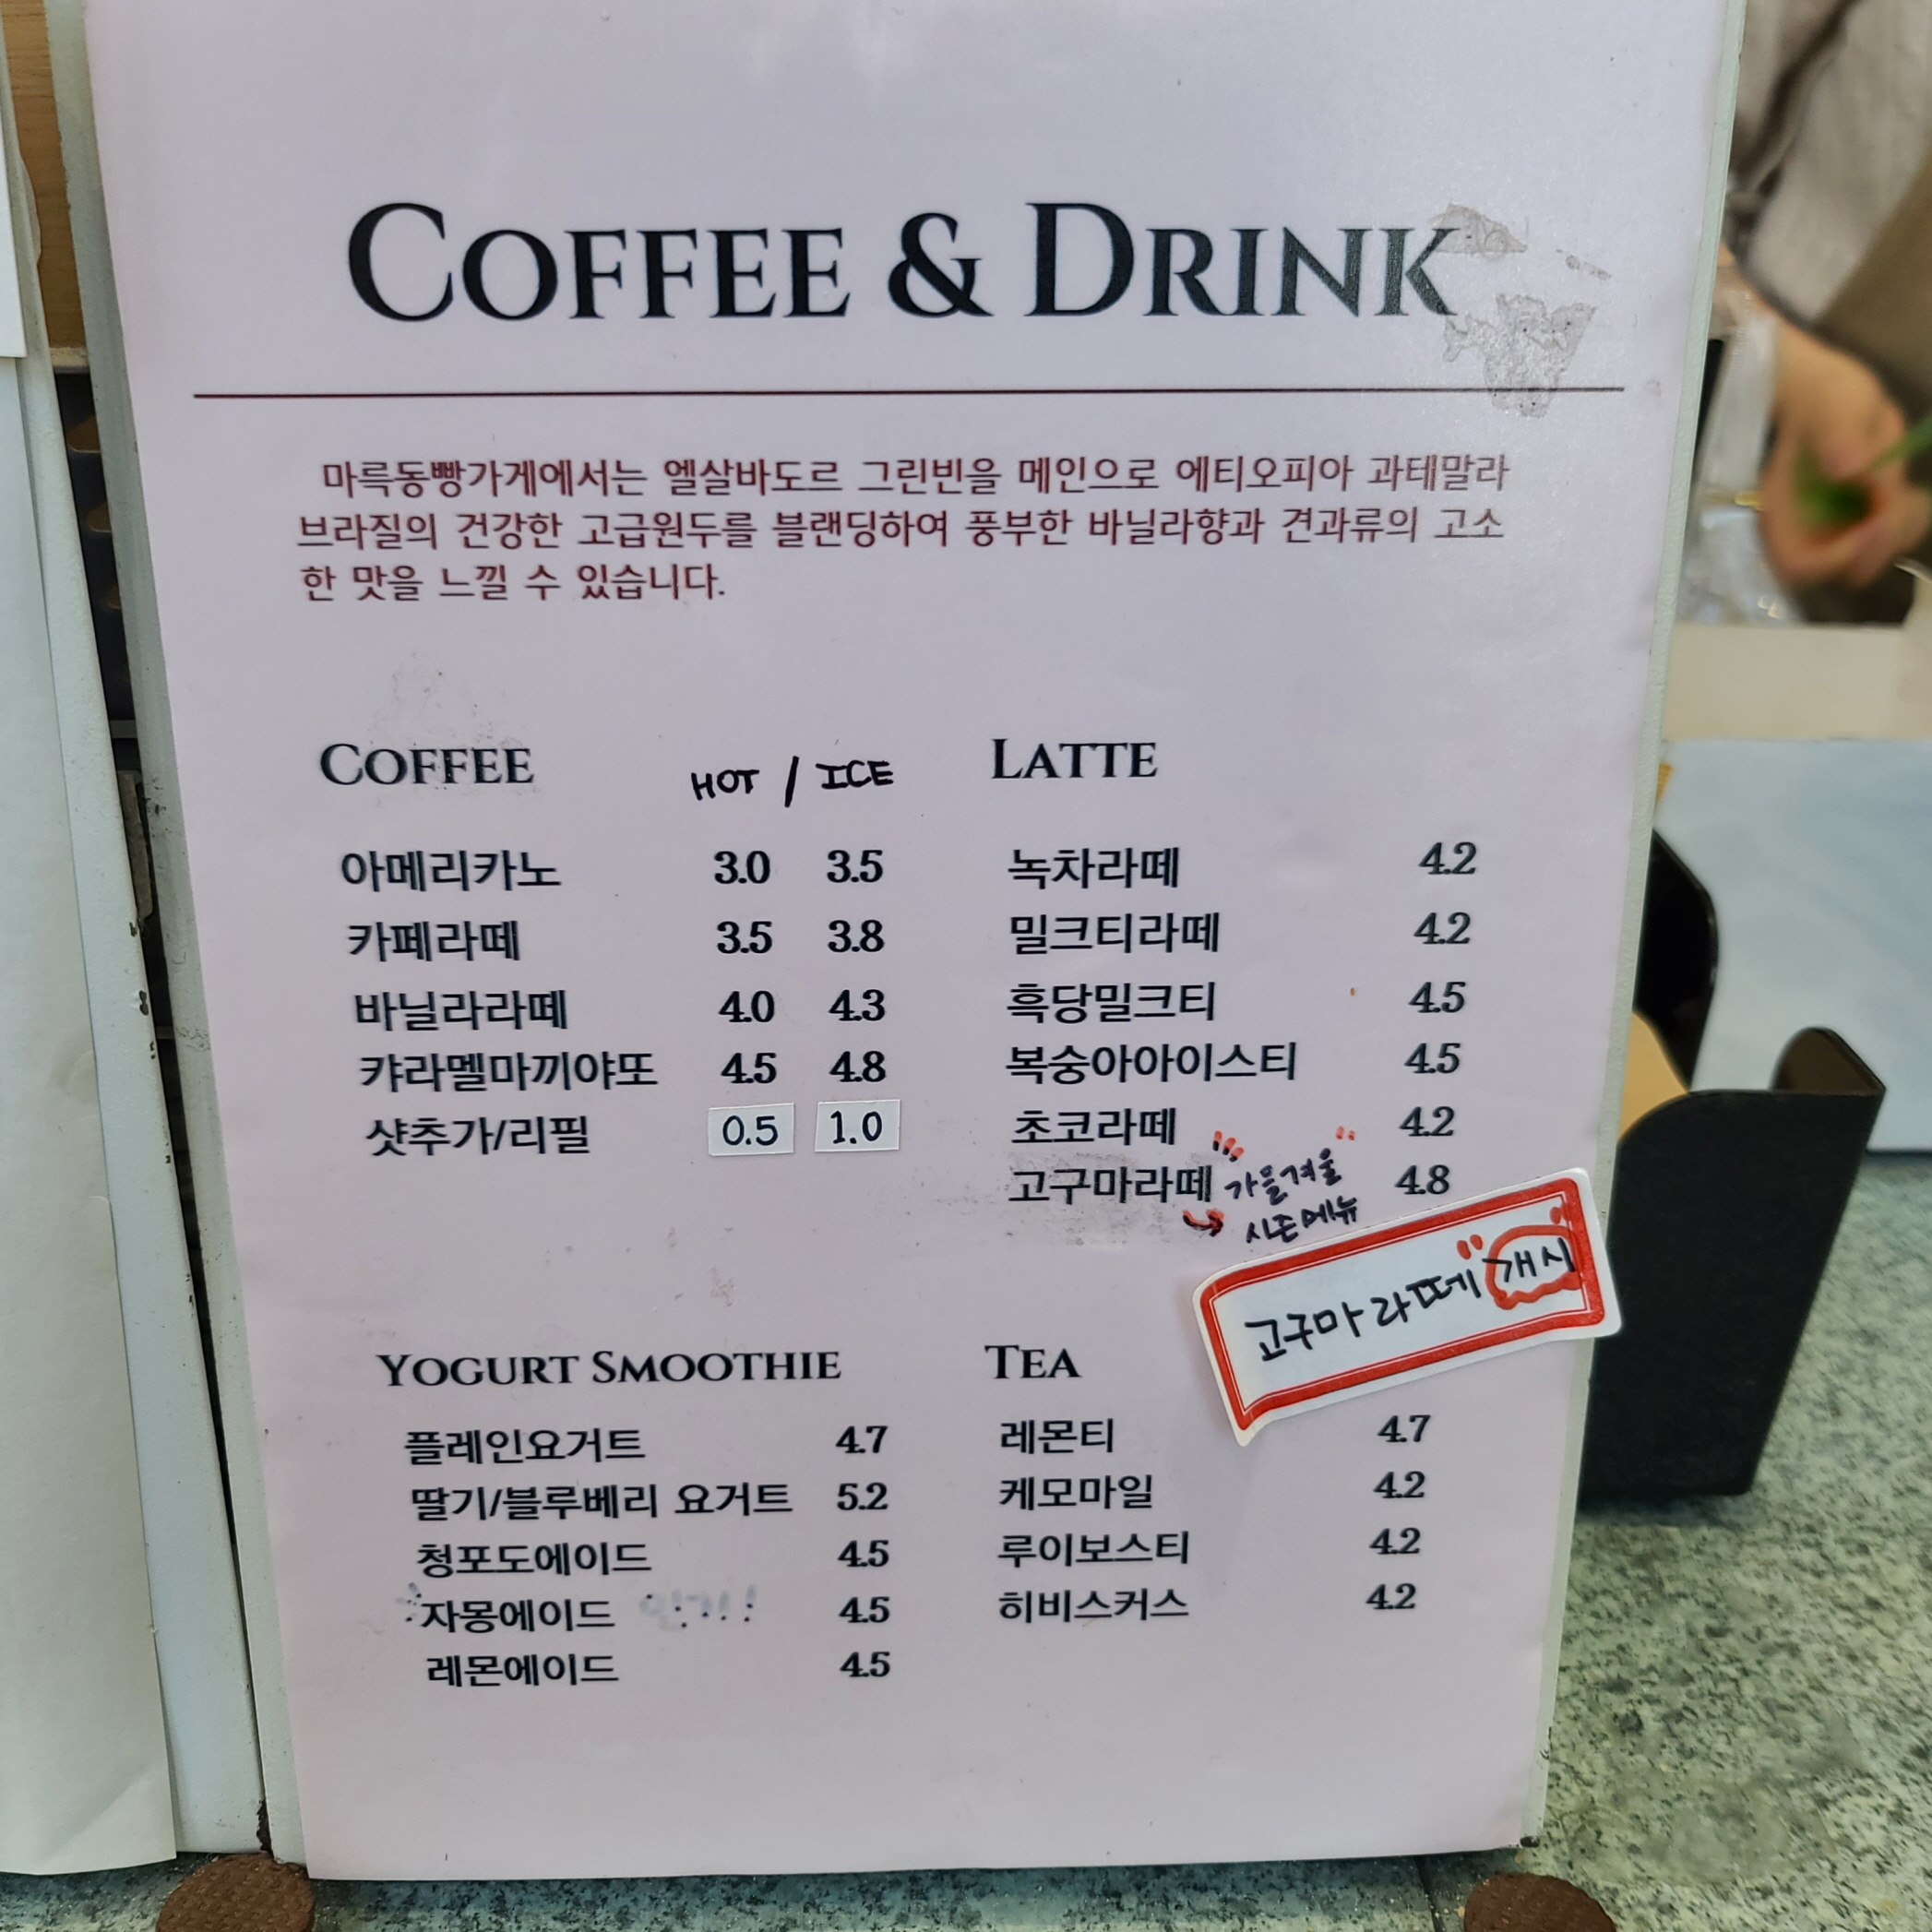 COFFEE & DRINK
마륵동빵가게에서는 엘살바도르 그린빈을 메인으로 에티오피아 과테말라
브라질의 건강한 고급원두를 블랜딩하여 풍부한 바닐라향과 견과류의 고소
한 맛을 느낄 수 있습니다.
COFFEE HOT / ICE
아메리카노 3.0 3.5
카페라떼 3.5 3.8
바닐라라떼 4.0 4.3
캬라멜마끼야또 4.5 4.8
샷추가/리필 0.5 1.0
LATTE
녹차라떼 4.2
밀크티라떼 4.2
흑당밀크티 4.5
복숭아아이스티 4.5
초코라떼 4.2
고구마라떼 가을겨울 4.8
시즌메뉴
고구마라떼 개시
YOGURT SMOOTHIE
플레인요거트 4.7
딸기/블루베리 요거트 5.2
청포도에이드 4.5
자몽에이드 4.5
레몬에이드 4.5
TEA
레몬티 4.7
케모마일 4.2
루이보스티 4.2
히비스커스 4.2